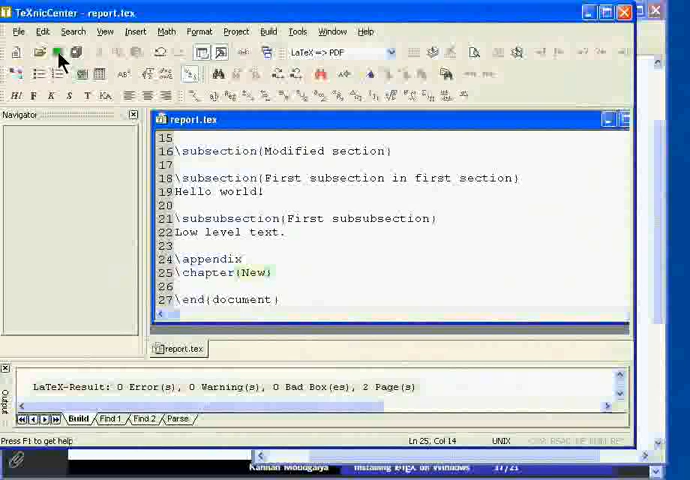 TeXnicCenter - report.tex
File Edit Search View Insert Math Format Project Build Tools Window Help
LaTeX => PDF
Navigator
report.tex
15
16 \subsection{Modified section}
17
18 \subsection{First subsection in first section}
19 Hello world!
20
21 \subsubsection{First subsubsection}
22 Low level text.
23
24 \appendix
25 \chapter{New}
26
27 \end{document}
report.tex
LaTeX-Result: 0 Error(s), 0 Warning(s), 0 Bad Box(es), 2 Page(s)
Output
Build Find 1 Find 2 Parse
Press F1 to get help
Ln 25, Col 14
UNIX
Kannan Moudgalya Installing LaTeX on Windows 17/21